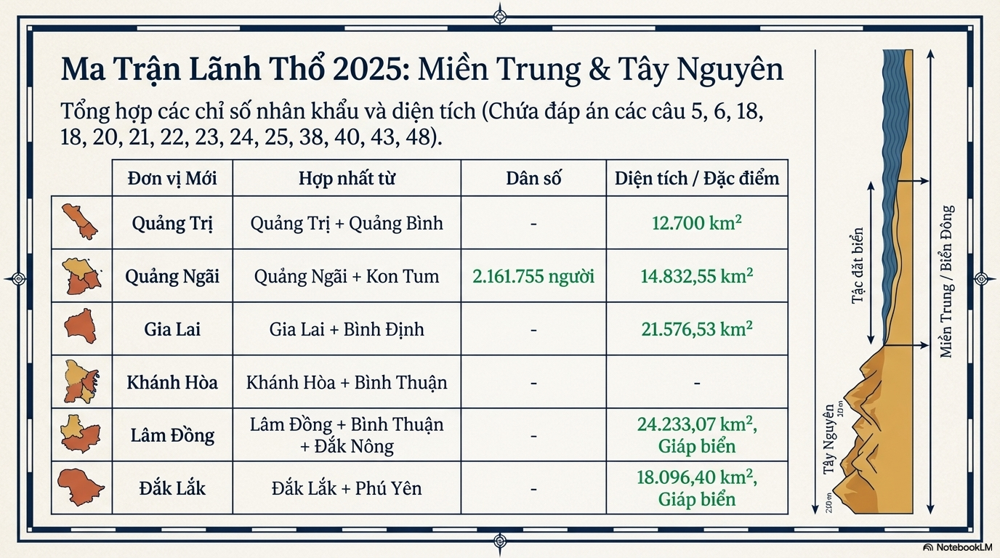 Ma Trận Lãnh Thổ 2025: Miền Trung & Tây Nguyên
Tổng hợp các chỉ số nhân khẩu và diện tích (Chứa đáp án các câu 5, 6, 18,
18, 20, 21, 22, 23, 24, 25, 38, 40, 43, 48).
Đơn vị Mới Hợp nhất từ Dân số Diện tích / Đặc điểm
Quảng Trị Quảng Trị + Quảng Bình - 12.700 km²
Quảng Ngãi Quảng Ngãi + Kon Tum 2.161.755 người 14.832,55 km²
Gia Lai Gia Lai + Bình Định - 21.576,53 km²
Khánh Hòa Khánh Hòa + Bình Thuận - -
Lâm Đồng Lâm Đồng + Bình Thuận
+ Đắk Nông - 24.233,07 km²,
Giáp biển
Đắk Lắk Đắk Lắk + Phú Yên - 18.096,40 km²,
Giáp biển
Tậc đăt biển
Miền Trung / Biển Đông
Tây Nguyên
NotebookLM